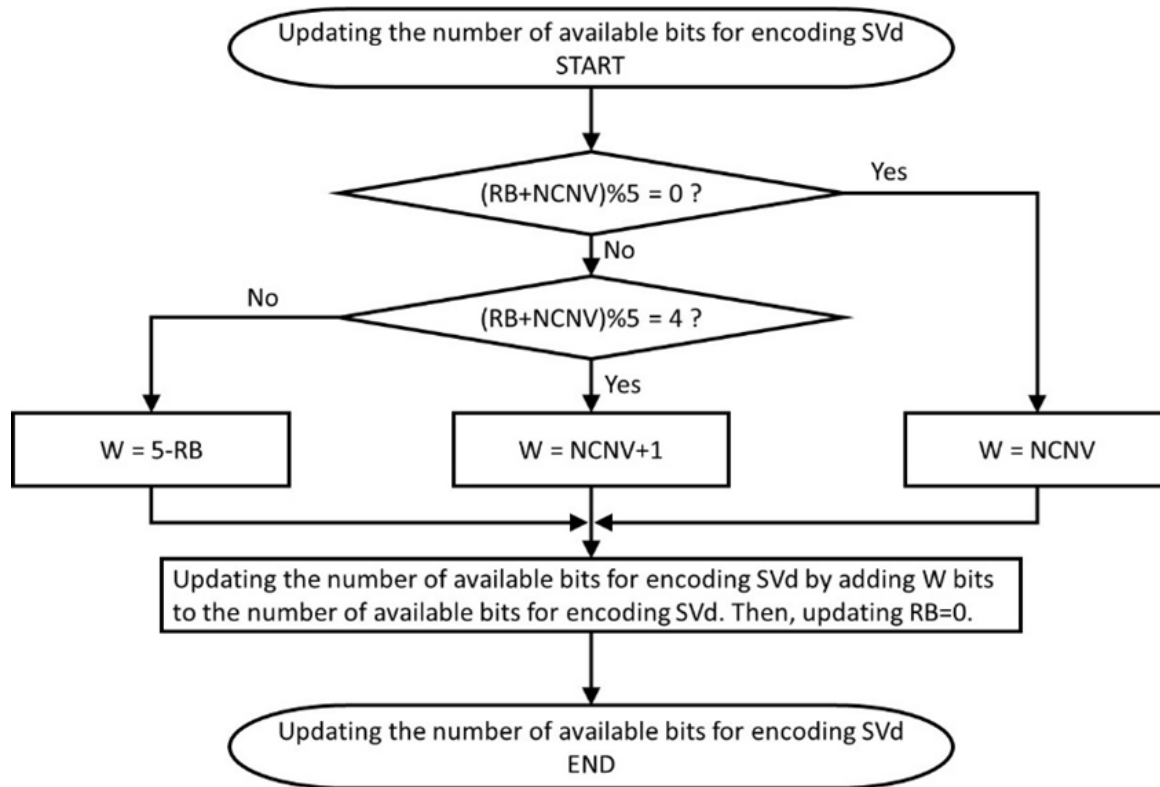 Updating the number of available bits for encoding SVd
START
(RB+NCNV)%5 = 0 ?
Yes
No
(RB+NCNV)%5 = 4 ?
No
Yes
W = 5-RB
W = NCNV+1
W = NCNV
Updating the number of available bits for encoding SVd by adding W bits
to the number of available bits for encoding SVd. Then, updating RB=0.
Updating the number of available bits for encoding SVd
END